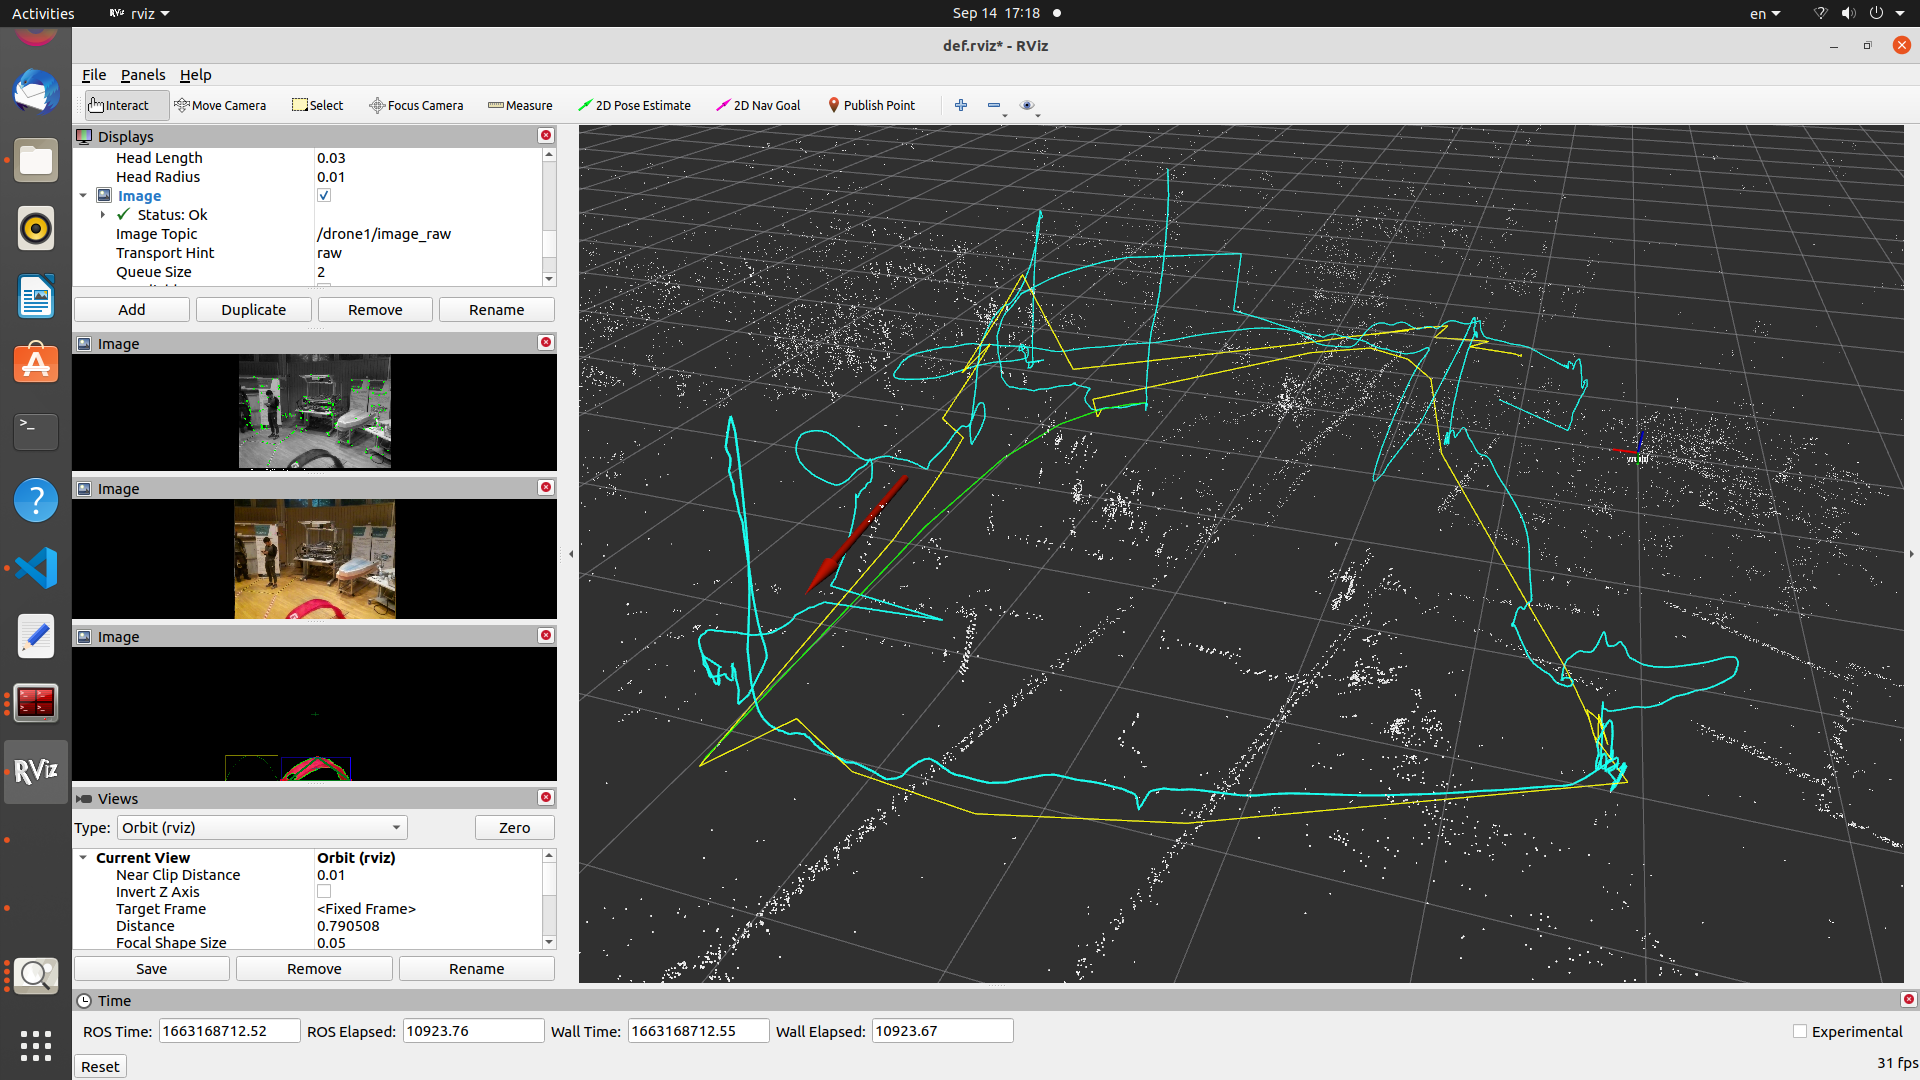 Activities
RViz rviz
Sep 14 17:18
en
def.rviz* - RViz
File Panels Help
Interact Move Camera Select Focus Camera Measure 2D Pose Estimate 2D Nav Goal Publish Point
Displays
Head Length 0.03
Head Radius 0.01
Image
Status: Ok
Image Topic /drone1/image_raw
Transport Hint raw
Queue Size 2
Add Duplicate Remove Rename
Image
Image
Image
Views
Type: Orbit (rviz) Zero
Current View Orbit (rviz)
Near Clip Distance 0.01
Invert Z Axis
Target Frame <Fixed Frame>
Distance 0.790508
Focal Shape Size 0.05
Save Remove Rename
Time
ROS Time: 1663168712.52 ROS Elapsed: 10923.76 Wall Time: 1663168712.55 Wall Elapsed: 10923.67 Experimental
Reset 31 fps
RViz